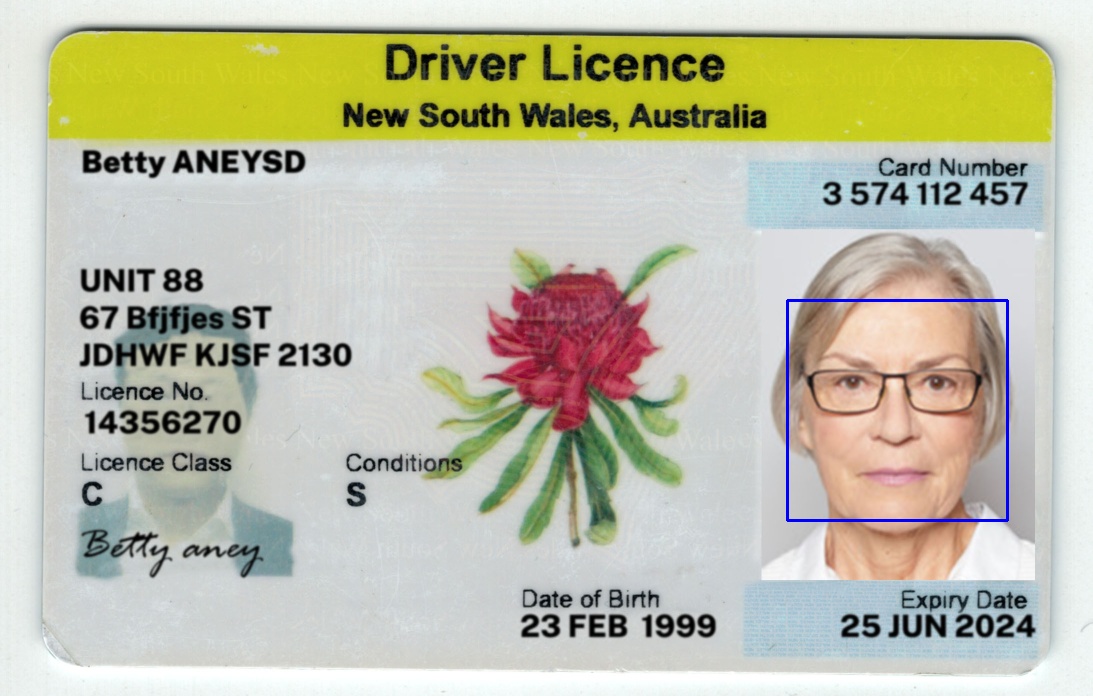 Driver Licence
New South Wales, Australia
Betty ANEYSD
Card Number
3 574 112 457
UNIT 88
67 Bfjfjes ST
JDHWF KJSF 2130
Licence No.
14356270
Licence Class
Conditions
C
S
Betty aney
Date of Birth
23 FEB 1999
Expiry Date
25 JUN 2024